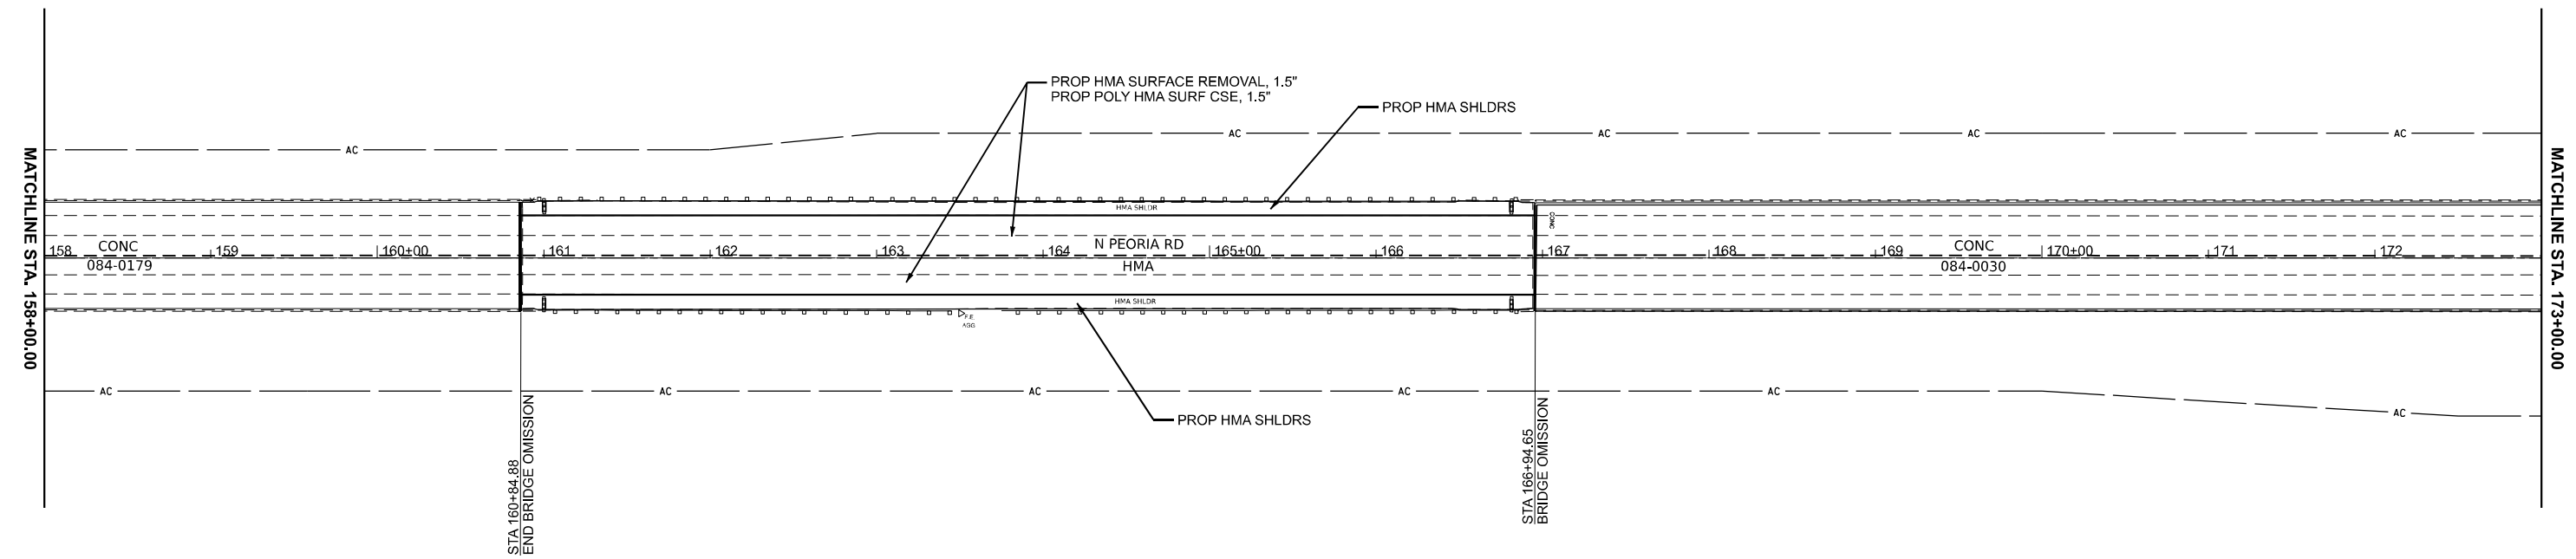 PROP HMA SURFACE REMOVAL, 1.5"
PROP POLY HMA SURF CSE, 1.5"
PROP HMA SHLDRS
AC
AC
AC
AC
AC
MATCHLINE STA. 158+00.00
MATCHLINE STA. 173+00.00
HMA SHLDR
CONC
N PEORIA RD
CONC
CONC
158 159 160+00 161 162 163 164 165+00 166 167 168 169 170+00 171 172
084-0179
HMA
084-0030
HMA SHLDR
F.E.
AGG
AC
AC
AC
AC
AC
AC
PROP HMA SHLDRS
STA 160+84.88
END BRIDGE OMISSION
STA 166+94.65
BRIDGE OMISSION